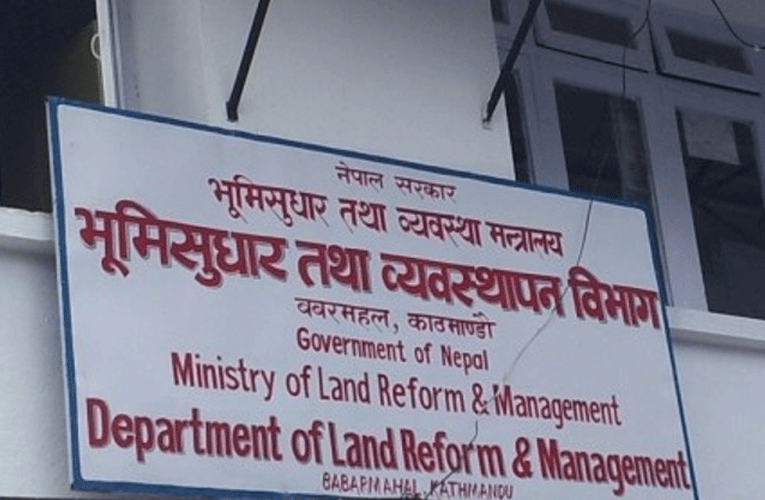 नेपाल सरकार
भूमिसुधार तथा व्यवस्था मन्त्रालय
भूमिसुधार तथा व्यवस्थापन विभाग
ववरमहल, काठमाण्डौ
Government of Nepal
Ministry of Land Reform & Management
Department of Land Reform & Management
BABARMAHAL, KATHMANDU